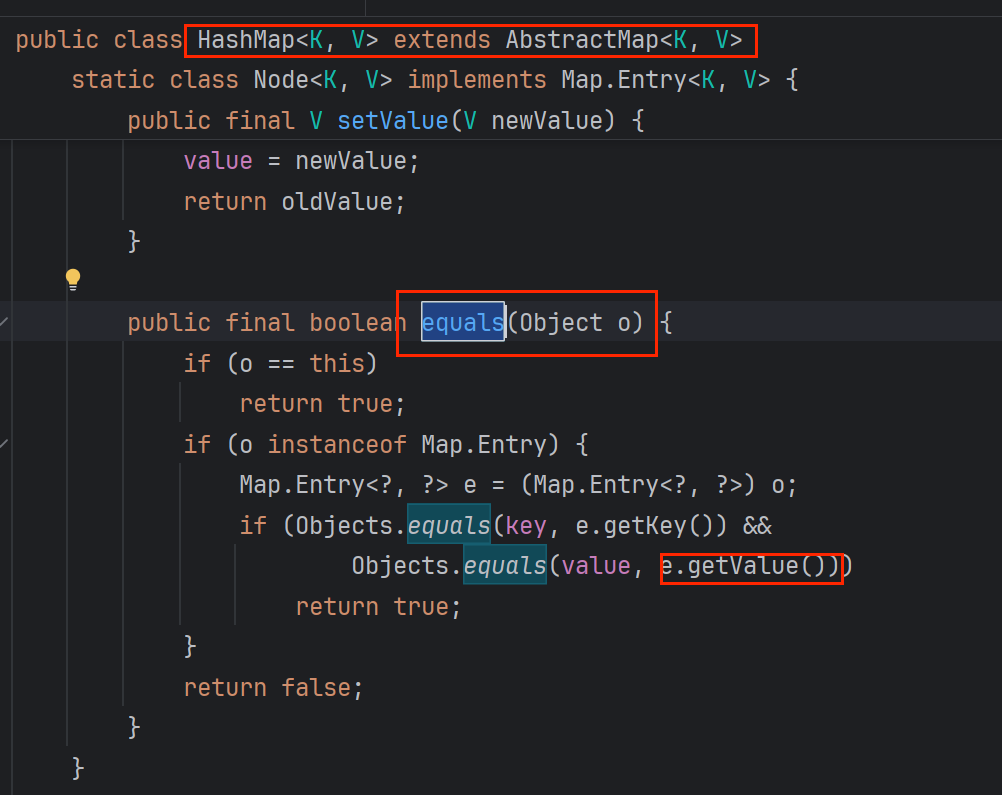 public class HashMap<K, V> extends AbstractMap<K, V>
    static class Node<K, V> implements Map.Entry<K, V> {
        public final V setValue(V newValue) {
            value = newValue;
            return oldValue;
        }

        public final boolean equals(Object o) {
            if (o == this)
                return true;
            if (o instanceof Map.Entry) {
                Map.Entry<?, ?> e = (Map.Entry<?, ?>) o;
                if (Objects.equals(key, e.getKey()) &&
                        Objects.equals(value, e.getValue()))
                    return true;
            }
            return false;
        }
    }